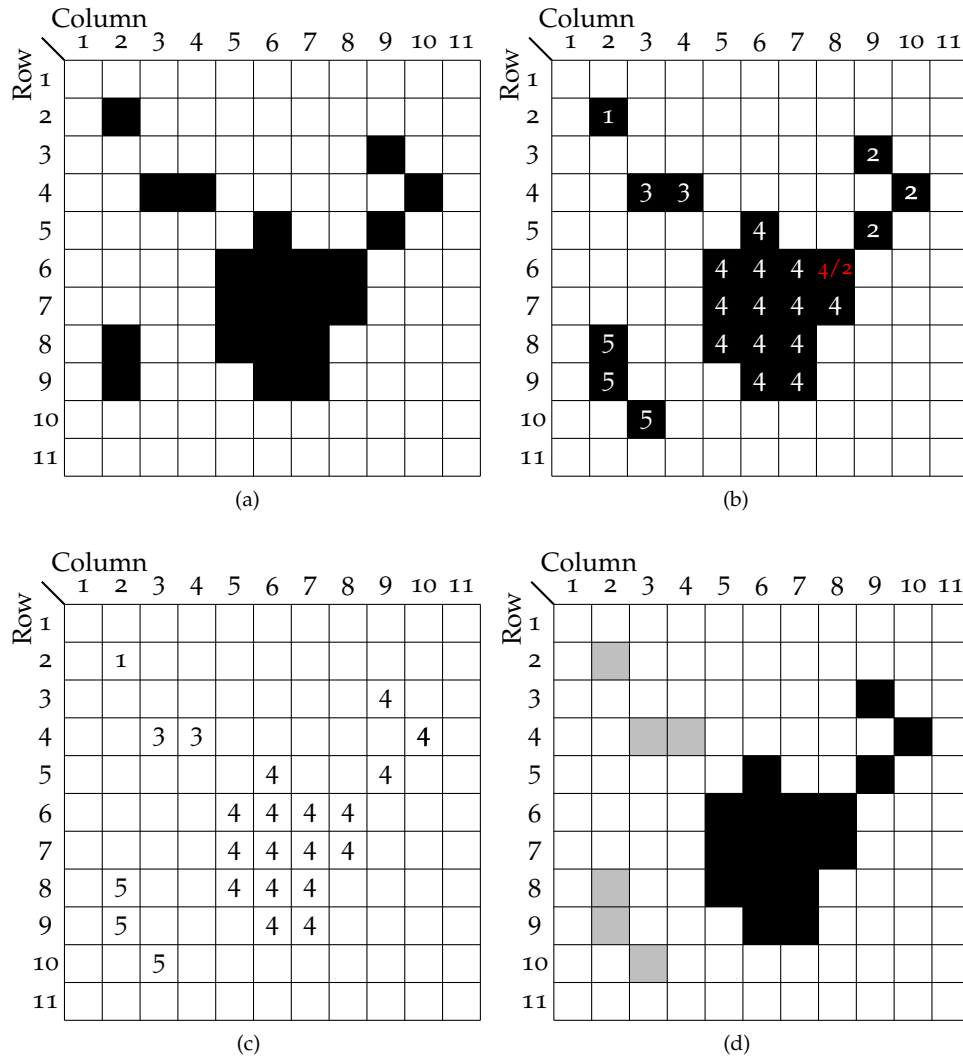 Column Column
Row 1 2 3 4 5 6 7 8 9 10 11 Row 1 2 3 4 5 6 7 8 9 10 11
1 1
2 2 1
3 3 2
4 4 3 3 2
5 5 4 2
6 6 4 4 4 4/2
7 7 4 4 4 4
8 8 5 4 4 4
9 9 5 4 4
10 10 5
11 11
(a) (b)
Column Column
Row 1 2 3 4 5 6 7 8 9 10 11 Row 1 2 3 4 5 6 7 8 9 10 11
1 1
2 1 2
3 4 3
4 3 3 4 4
5 4 4 5
6 4 4 4 4 6
7 4 4 4 4 7
8 5 4 4 4 8
9 5 4 4 9
10 5 10
11 11
(c) (d)